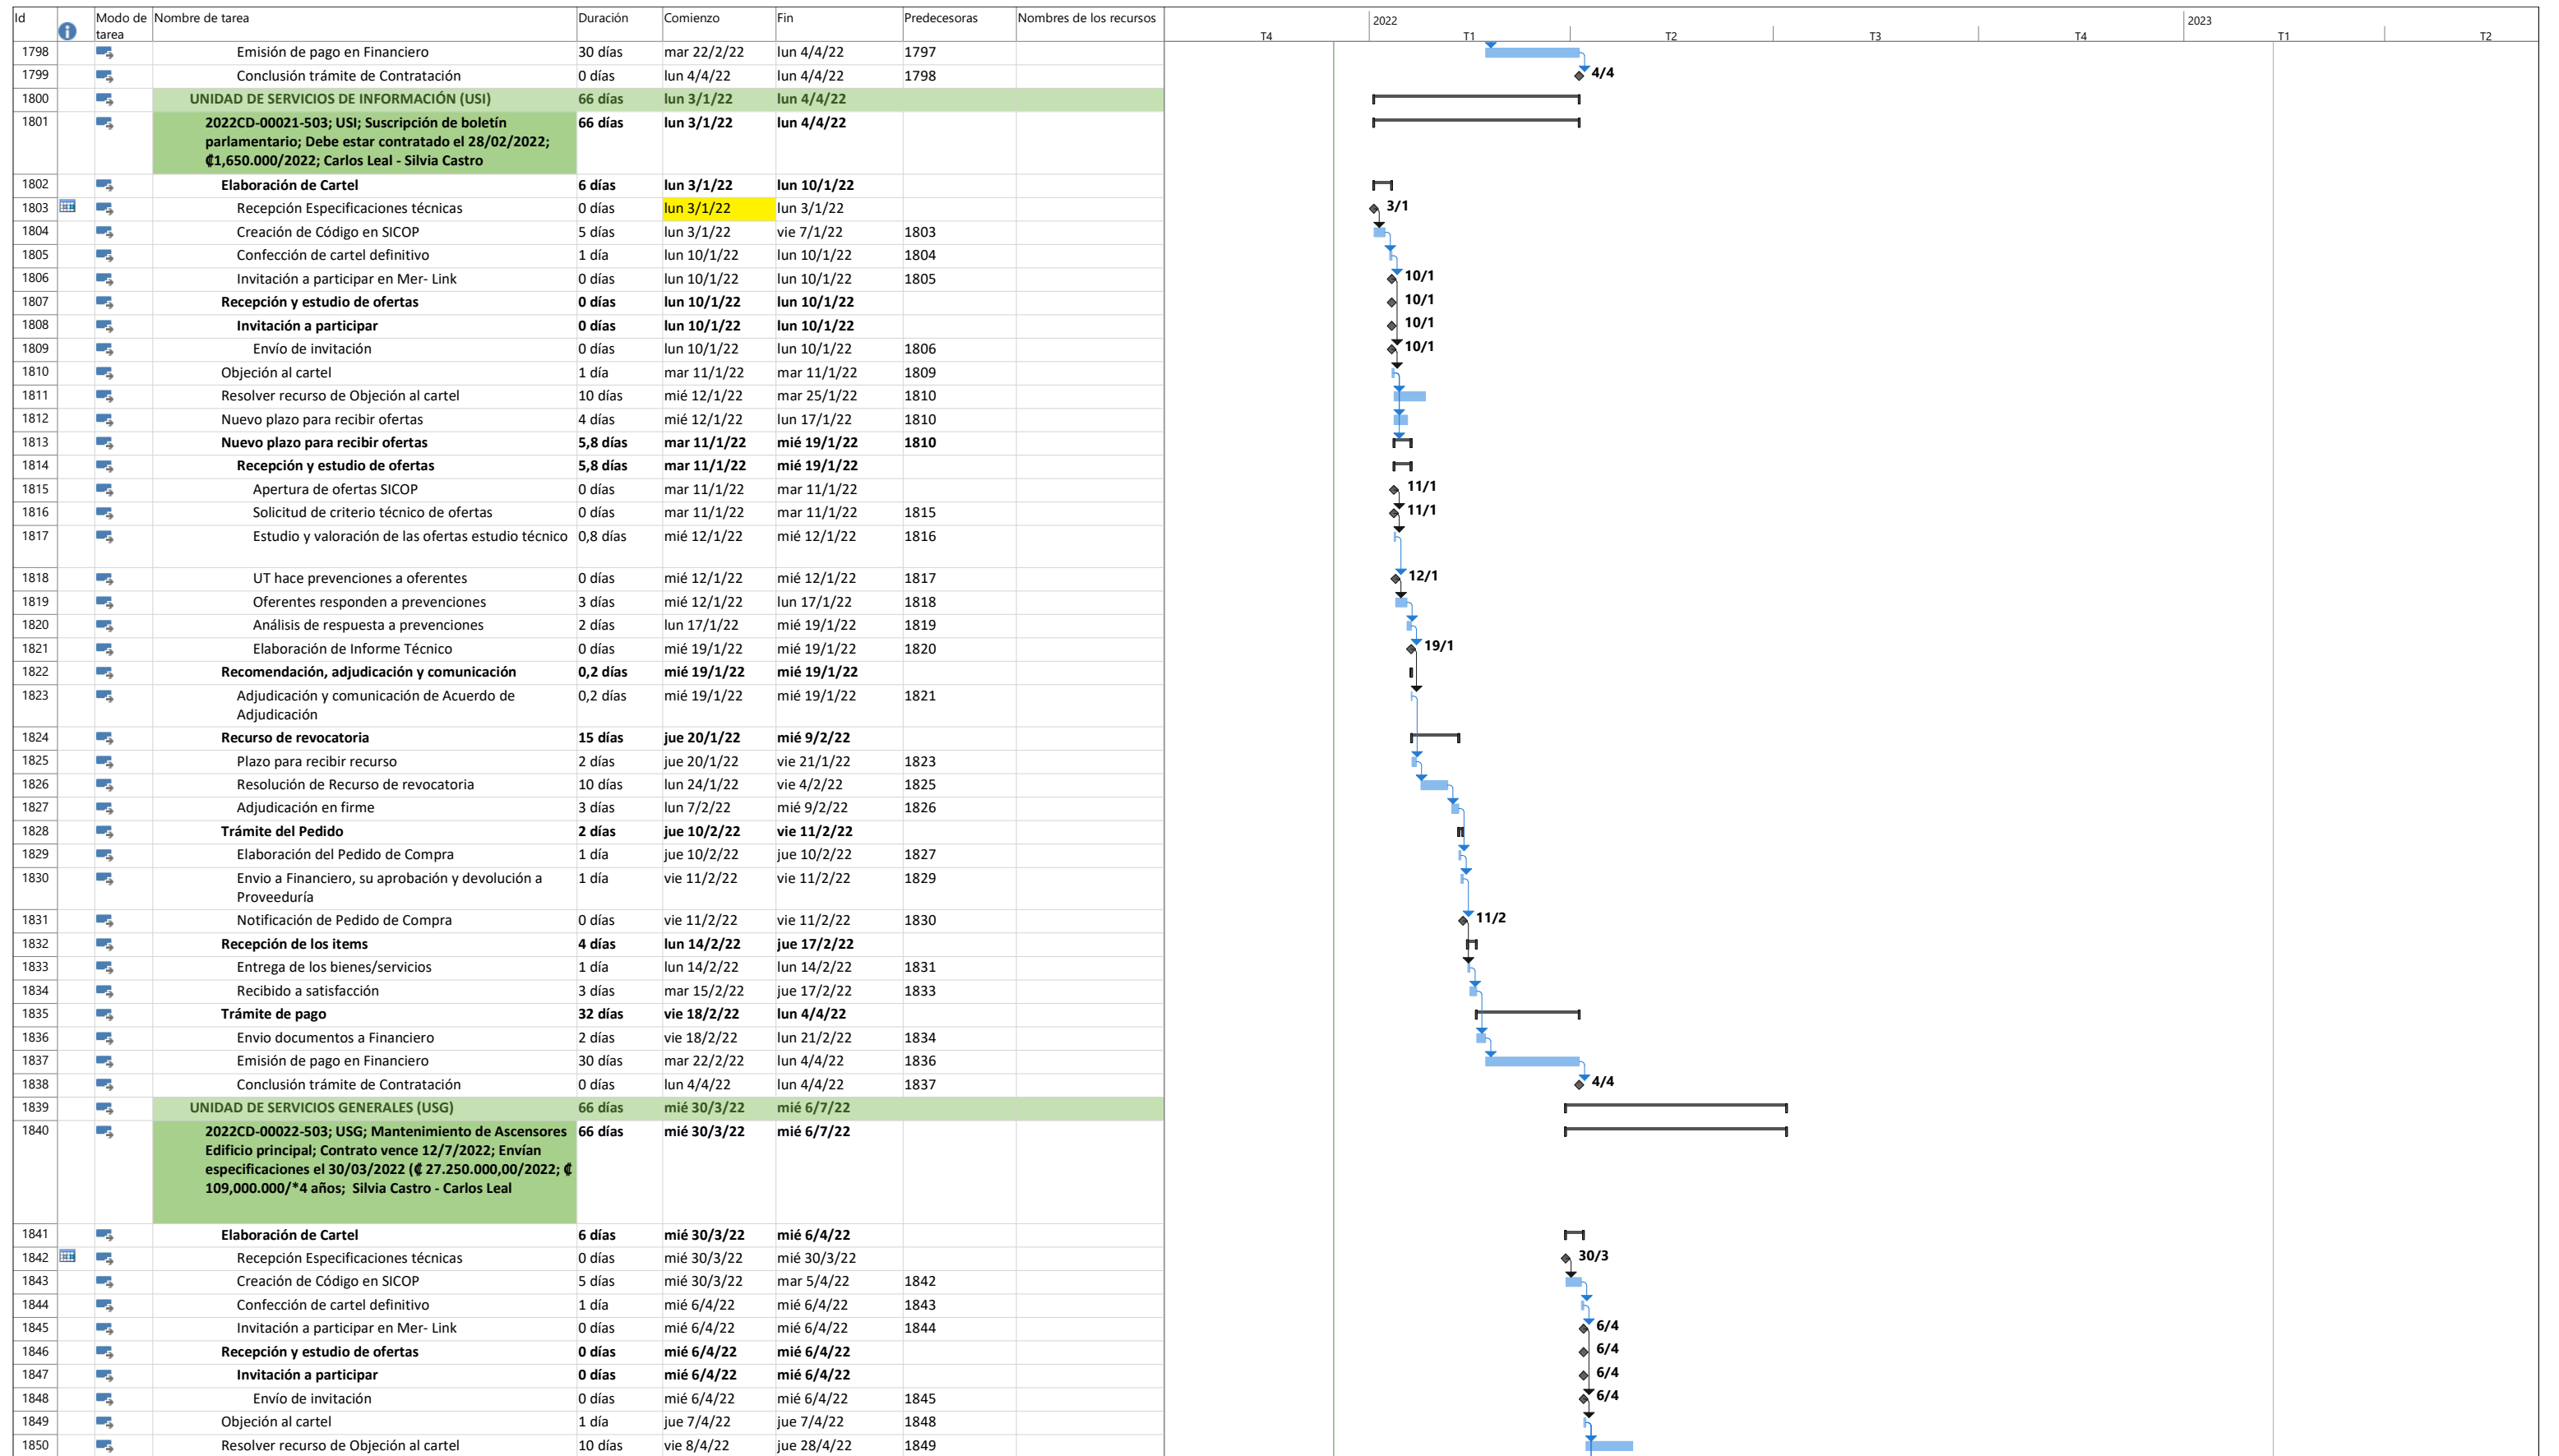 Id Modo de tarea Nombre de tarea Duración Comienzo Fin Predecesoras Nombres de los recursos
2022 2023
T4 T1 T2 T3 T4 T1 T2
1798 Emisión de pago en Financiero 30 días mar 22/2/22 lun 4/4/22 1797
1799 Conclusión trámite de Contratación 0 días lun 4/4/22 lun 4/4/22 1798 4/4
1800 UNIDAD DE SERVICIOS DE INFORMACIÓN (USI) 66 días lun 3/1/22 lun 4/4/22
1801 2022CD-00021-503; USI; Suscripción de boletín 66 días lun 3/1/22 lun 4/4/22
parlamentario; Debe estar contratado el 28/02/2022;
₡1,650.000/2022; Carlos Leal - Silvia Castro
1802 Elaboración de Cartel 6 días lun 3/1/22 lun 10/1/22
1803 Recepción Especificaciones técnicas 0 días lun 3/1/22 lun 3/1/22 3/1
1804 Creación de Código en SICOP 5 días lun 3/1/22 vie 7/1/22 1803
1805 Confección de cartel definitivo 1 día lun 10/1/22 lun 10/1/22 1804
1806 Invitación a participar en Mer- Link 0 días lun 10/1/22 lun 10/1/22 1805 10/1
1807 Recepción y estudio de ofertas 0 días lun 10/1/22 lun 10/1/22 10/1
1808 Invitación a participar 0 días lun 10/1/22 lun 10/1/22 10/1
1809 Envío de invitación 0 días lun 10/1/22 lun 10/1/22 1806 10/1
1810 Objeción al cartel 1 día mar 11/1/22 mar 11/1/22 1809
1811 Resolver recurso de Objeción al cartel 10 días mié 12/1/22 mar 25/1/22 1810
1812 Nuevo plazo para recibir ofertas 4 días mié 12/1/22 lun 17/1/22 1810
1813 Nuevo plazo para recibir ofertas 5,8 días mar 11/1/22 mié 19/1/22 1810
1814 Recepción y estudio de ofertas 5,8 días mar 11/1/22 mié 19/1/22
1815 Apertura de ofertas SICOP 0 días mar 11/1/22 mar 11/1/22 11/1
1816 Solicitud de criterio técnico de ofertas 0 días mar 11/1/22 mar 11/1/22 1815 11/1
1817 Estudio y valoración de las ofertas estudio técnico 0,8 días mié 12/1/22 mié 12/1/22 1816
1818 UT hace prevenciones a oferentes 0 días mié 12/1/22 mié 12/1/22 1817 12/1
1819 Oferentes responden a prevenciones 3 días mié 12/1/22 lun 17/1/22 1818
1820 Análisis de respuesta a prevenciones 2 días lun 17/1/22 mié 19/1/22 1819
1821 Elaboración de Informe Técnico 0 días mié 19/1/22 mié 19/1/22 1820 19/1
1822 Recomendación, adjudicación y comunicación 0,2 días mié 19/1/22 mié 19/1/22
1823 Adjudicación y comunicación de Acuerdo de 0,2 días mié 19/1/22 mié 19/1/22 1821
Adjudicación
1824 Recurso de revocatoria 15 días jue 20/1/22 mié 9/2/22
1825 Plazo para recibir recurso 2 días jue 20/1/22 vie 21/1/22 1823
1826 Resolución de Recurso de revocatoria 10 días lun 24/1/22 vie 4/2/22 1825
1827 Adjudicación en firme 3 días lun 7/2/22 mié 9/2/22 1826
1828 Trámite del Pedido 2 días jue 10/2/22 vie 11/2/22
1829 Elaboración del Pedido de Compra 1 día jue 10/2/22 jue 10/2/22 1827
1830 Envio a Financiero, su aprobación y devolución a 1 día vie 11/2/22 vie 11/2/22 1829
Proveeduría
1831 Notificación de Pedido de Compra 0 días vie 11/2/22 vie 11/2/22 1830 11/2
1832 Recepción de los items 4 días lun 14/2/22 jue 17/2/22
1833 Entrega de los bienes/servicios 1 día lun 14/2/22 lun 14/2/22 1831
1834 Recibido a satisfacción 3 días mar 15/2/22 jue 17/2/22 1833
1835 Trámite de pago 32 días vie 18/2/22 lun 4/4/22
1836 Envio documentos a Financiero 2 días vie 18/2/22 lun 21/2/22 1834
1837 Emisión de pago en Financiero 30 días mar 22/2/22 lun 4/4/22 1836
1838 Conclusión trámite de Contratación 0 días lun 4/4/22 lun 4/4/22 1837 4/4
1839 UNIDAD DE SERVICIOS GENERALES (USG) 66 días mié 30/3/22 mié 6/7/22
1840 2022CD-00022-503; USG; Mantenimiento de Ascensores 66 días mié 30/3/22 mié 6/7/22
Edificio principal; Contrato vence 12/7/2022; Envían
especificaciones el 30/03/2022 (₡ 27.250.000,00/2022; ₡
109,000.000/*4 años; Silvia Castro - Carlos Leal
1841 Elaboración de Cartel 6 días mié 30/3/22 mié 6/4/22
1842 Recepción Especificaciones técnicas 0 días mié 30/3/22 mié 30/3/22 30/3
1843 Creación de Código en SICOP 5 días mié 30/3/22 mar 5/4/22 1842
1844 Confección de cartel definitivo 1 día mié 6/4/22 mié 6/4/22 1843
1845 Invitación a participar en Mer- Link 0 días mié 6/4/22 mié 6/4/22 1844 6/4
1846 Recepción y estudio de ofertas 0 días mié 6/4/22 mié 6/4/22 6/4
1847 Invitación a participar 0 días mié 6/4/22 mié 6/4/22 6/4
1848 Envío de invitación 0 días mié 6/4/22 mié 6/4/22 1845 6/4
1849 Objeción al cartel 1 día jue 7/4/22 jue 7/4/22 1848
1850 Resolver recurso de Objeción al cartel 10 días vie 8/4/22 jue 28/4/22 1849